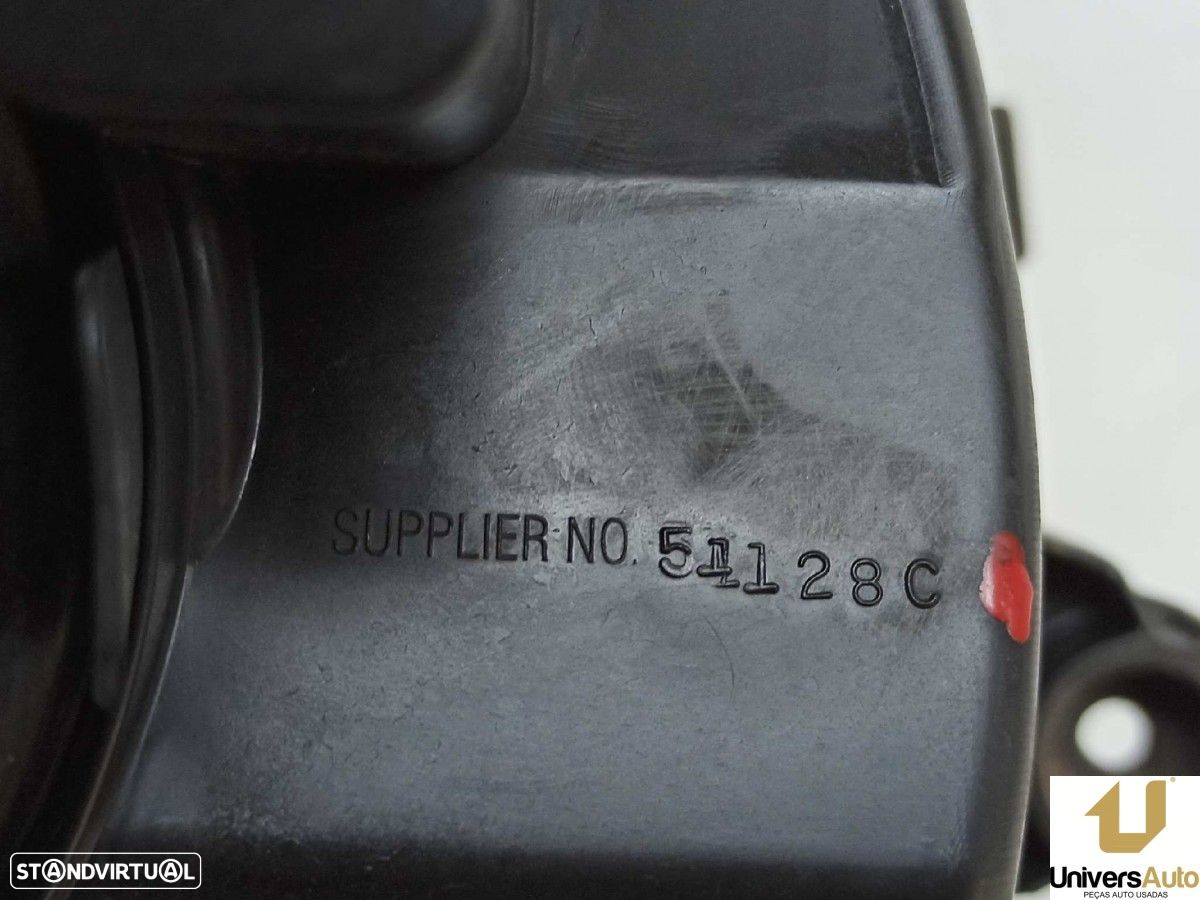 SUPPLIER NO. 51128C
STANDVIRTUAL
UniversAuto
PEÇAS AUTO USADAS